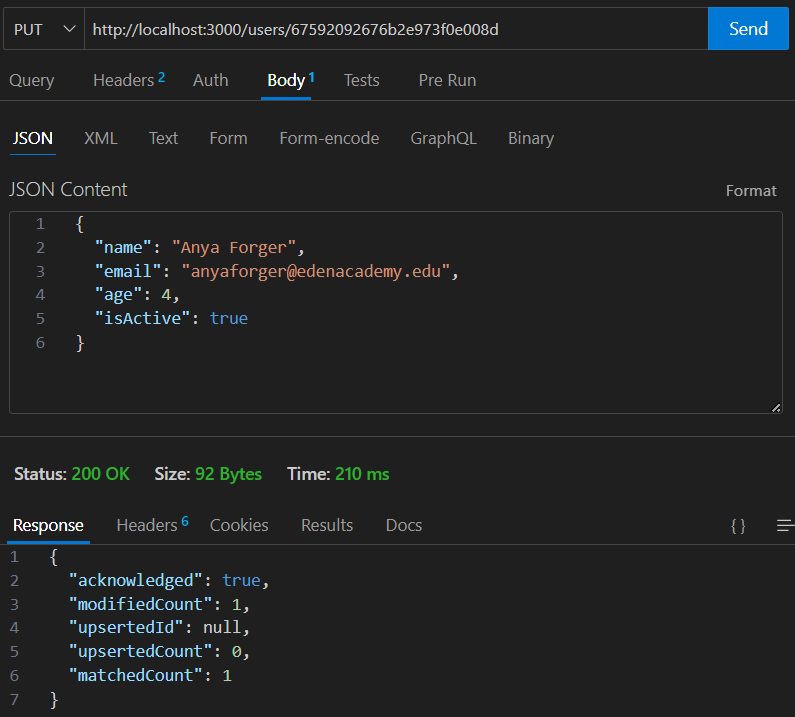 PUT http://localhost:3000/users/67592092676b2e973f0e008d Send
Query Headers 2 Auth Body 1 Tests Pre Run
JSON XML Text Form Form-encode GraphQL Binary
JSON Content Format
1 {
2 "name": "Anya Forger",
3 "email": "anyaforger@edenacademy.edu",
4 "age": 4,
5 "isActive": true
6 }
Status: 200 OK Size: 92 Bytes Time: 210 ms
Response Headers 6 Cookies Results Docs { }
1 {
2 "acknowledged": true,
3 "modifiedCount": 1,
4 "upsertedId": null,
5 "upsertedCount": 0,
6 "matchedCount": 1
7 }